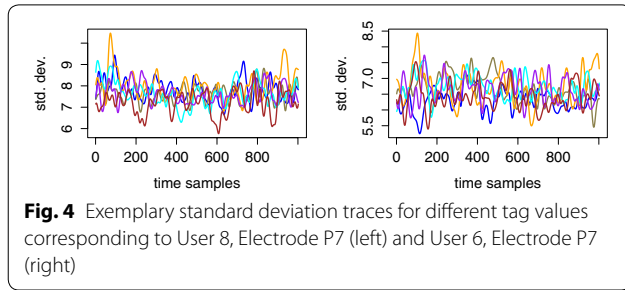 std. dev.
9
8
7
6
0 200 400 600 800
time samples
std. dev.
8.5
7.0
5.5
0 200 400 600 800
time samples
Fig. 4 Exemplary standard deviation traces for different tag values
corresponding to User 8, Electrode P7 (left) and User 6, Electrode P7
(right)